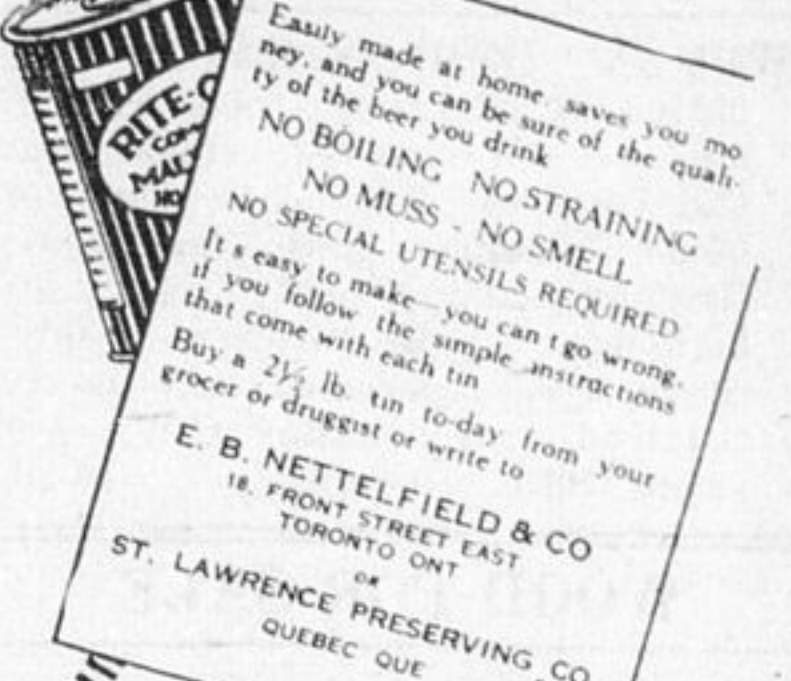 RITE-
COM
MAL
Easily made at home, saves you mo
ney, and you can be sure of the quali-
ty of the beer you drink
NO BOILING NO STRAINING
NO MUSS - NO SMELL
NO SPECIAL UTENSILS REQUIRED
It s easy to make—you can t go wrong,
if you follow the simple instructions
that come with each tin
Buy a 2½ lb. tin to-day from your
grocer or druggist or write to
E. B. NETTELFIELD & CO
18, FRONT STREET EAST
TORONTO ONT
OR
ST. LAWRENCE PRESERVING CO
QUEBEC QUE